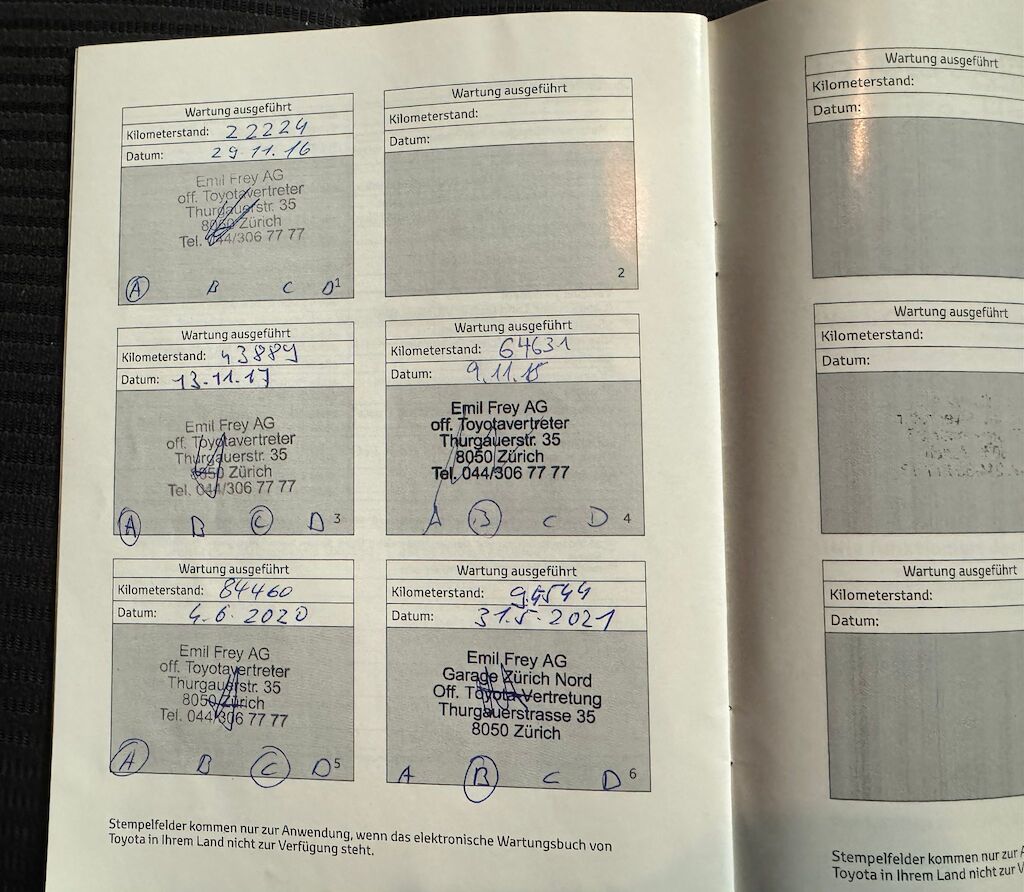 Wartung ausgeführt
Kilometerstand: 22224
Datum: 29.11.16
Emil Frey AG
off. Toyotavertreter
Thurgauerstr. 35
8050 Zürich
Tel. 044/306 77 77
A B C D 1
Wartung ausgeführt
Kilometerstand:
Datum:
2
Wartung ausgeführt
Kilometerstand: 43889
Datum: 13.11.17
Emil Frey AG
off. Toyotavertreter
Thurgauerstr. 35
8050 Zürich
Tel. 044/306 77 77
A B C D 3
Wartung ausgeführt
Kilometerstand: 64631
Datum: 9.11.18
Emil Frey AG
off. Toyotavertreter
Thurgauerstr. 35
8050 Zürich
Tel. 044/306 77 77
A B C D 4
Wartung ausgeführt
Kilometerstand: 84460
Datum: 4.6.2020
Emil Frey AG
off. Toyotavertreter
Thurgauerstr. 35
8050 Zürich
Tel. 044/306 77 77
A B C D 5
Wartung ausgeführt
Kilometerstand: 94544
Datum: 31.5.2021
Emil Frey AG
Garage Zürich Nord
Off. Toyota-Vertretung
Thurgauerstrasse 35
8050 Zürich
A B C D 6
Stempelfelder kommen nur zur Anwendung, wenn das elektronische Wartungsbuch von
Toyota in Ihrem Land nicht zur Verfügung steht.
Wartung ausgeführt
Kilometerstand:
Datum:
Wartung ausgeführt
Kilometerstand:
Datum:
Wartung ausgeführt
Kilometerstand:
Datum:
Stempelfelder kommen nur zur
Toyota in Ihrem Land nicht zur